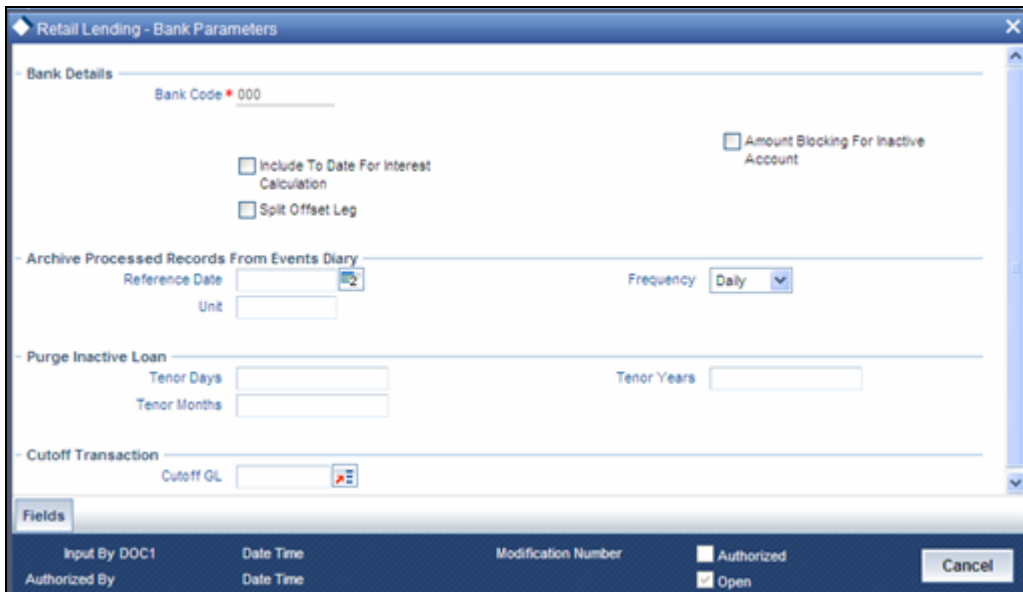 Retail Lending - Bank Parameters
Bank Details
Bank Code * 000
Amount Blocking For Inactive
Account
Include To Date For Interest
Calculation
Split Offset Leg
Archive Processed Records From Events Diary
Reference Date
Frequency Daily
Unit
Purge Inactive Loan
Tenor Days
Tenor Years
Tenor Months
Cutoff Transaction
Cutoff GL
Fields
Input By DOC1 Date Time Modification Number Authorized
Authorized By Date Time Open
Cancel